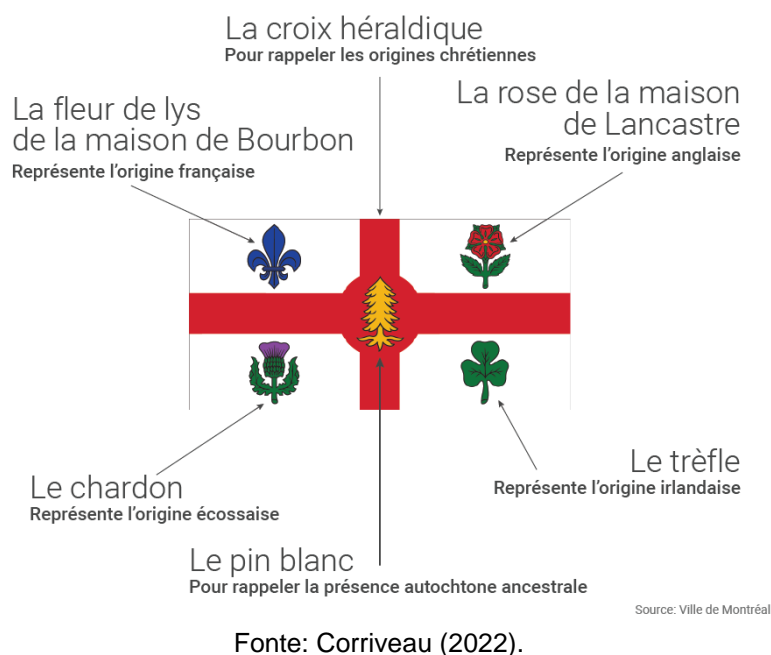 La croix héraldique
Pour rappeler les origines chrétiennes
La fleur de lys
de la maison de Bourbon
Représente l'origine française
La rose de la maison
de Lancastre
Représente l'origine anglaise
Le chardon
Représente l'origine écossaise
Le trèfle
Représente l'origine irlandaise
Le pin blanc
Pour rappeler la présence autochtone ancestrale
Source: Ville de Montréal
Fonte: Corriveau (2022).